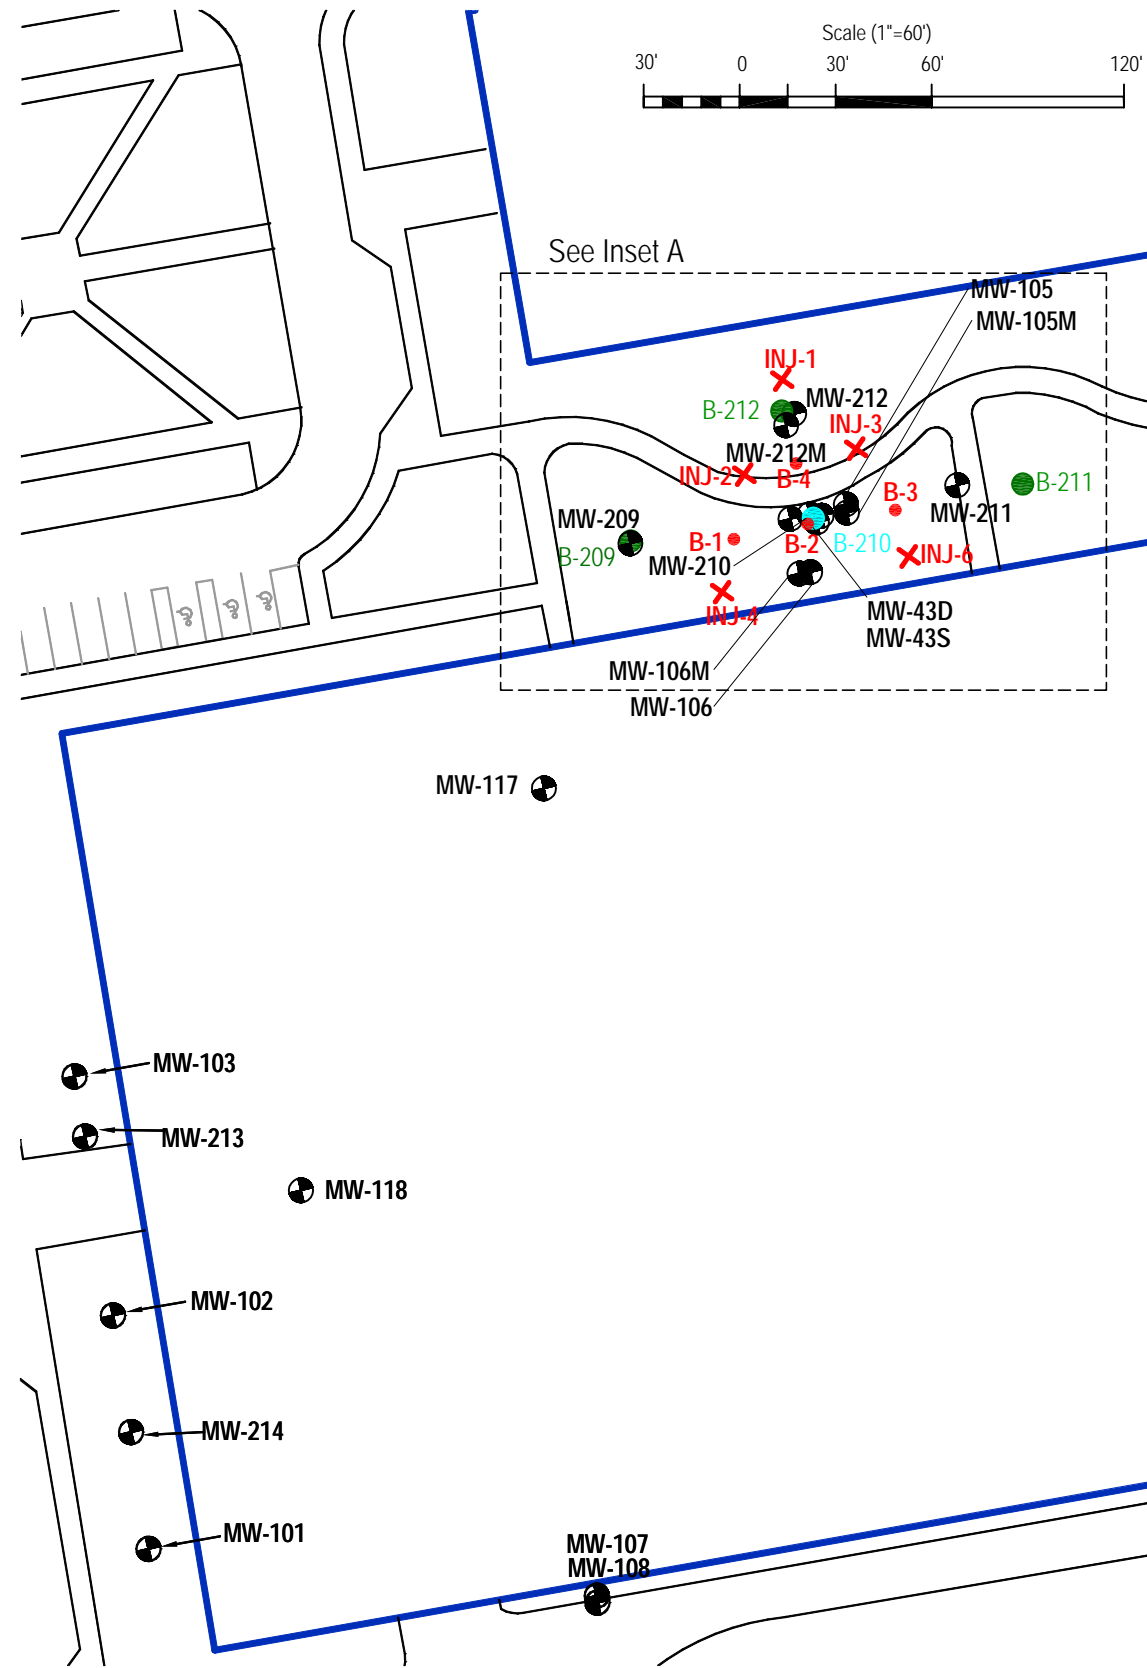 Scale (1"=60')
30'
0
30'
60'
120'
See Inset A
MW-105
MW-105M
INJ-1
MW-212
B-212
INJ-3
MW-212M
INJ-2
B-4
B-3
B-211
MW-211
MW-209
B-209
B-1
B-2
B-210
INJ-6
MW-210
INJ-4
MW-43D
MW-43S
MW-106M
MW-106
MW-117
MW-103
MW-213
MW-118
MW-102
MW-214
MW-101
MW-107
MW-108